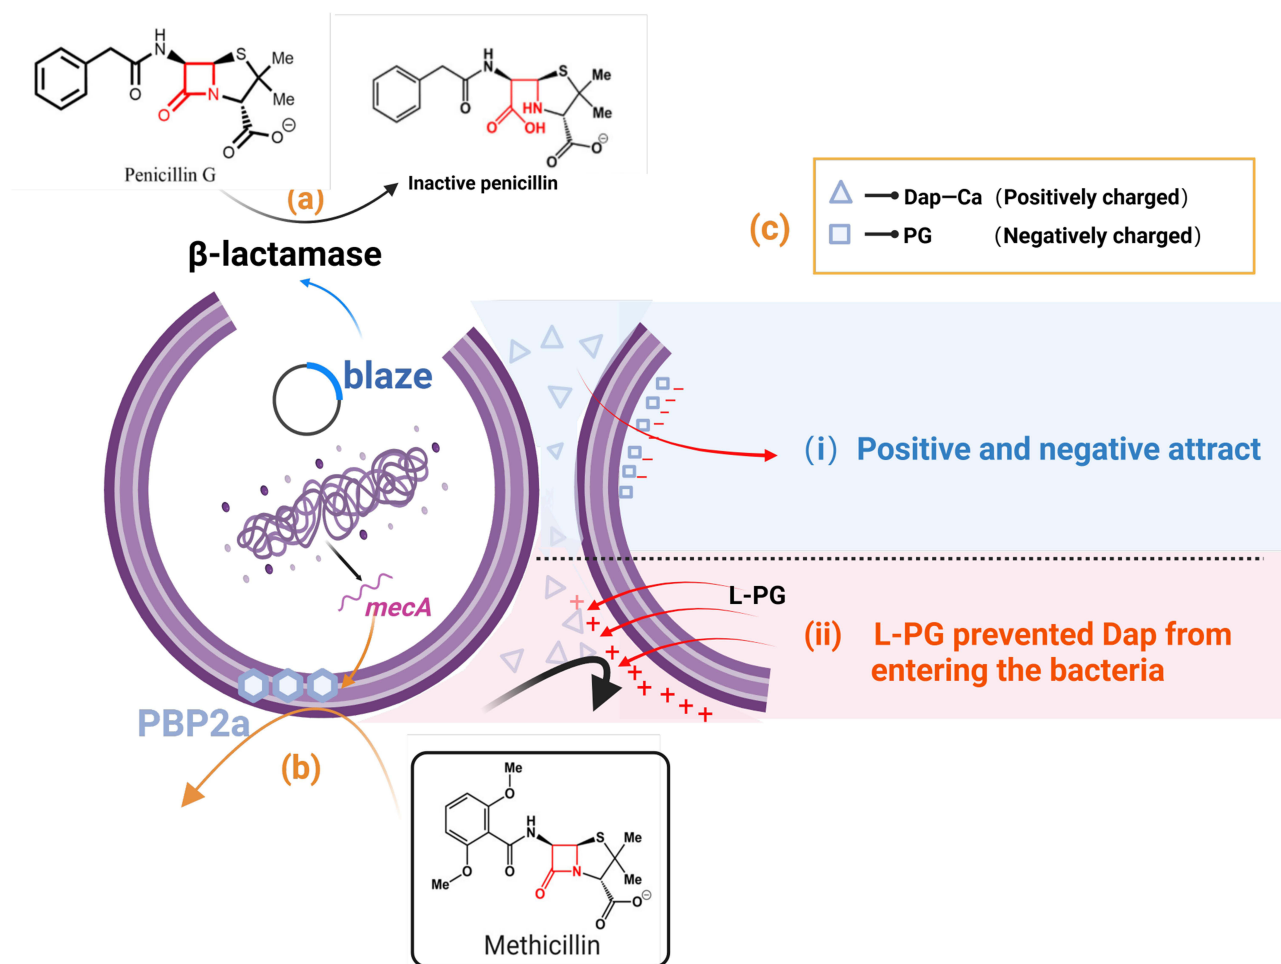 H
N
S
Me
Me
O
O
N
O
O⊖
Penicillin G
H
N
S
Me
Me
O
HN
O
OH
O
O⊖
Inactive penicillin
(a)
β-lactamase
blaze
mecA
PBP2a
(b)
(c)
Dap–Ca (Positively charged)
PG (Negatively charged)
(i) Positive and negative attract
L-PG
(ii) L-PG prevented Dap from
entering the bacteria
Me
O
H
N
S
Me
Me
O
O
Me
N
O
O
O⊖
Methicillin